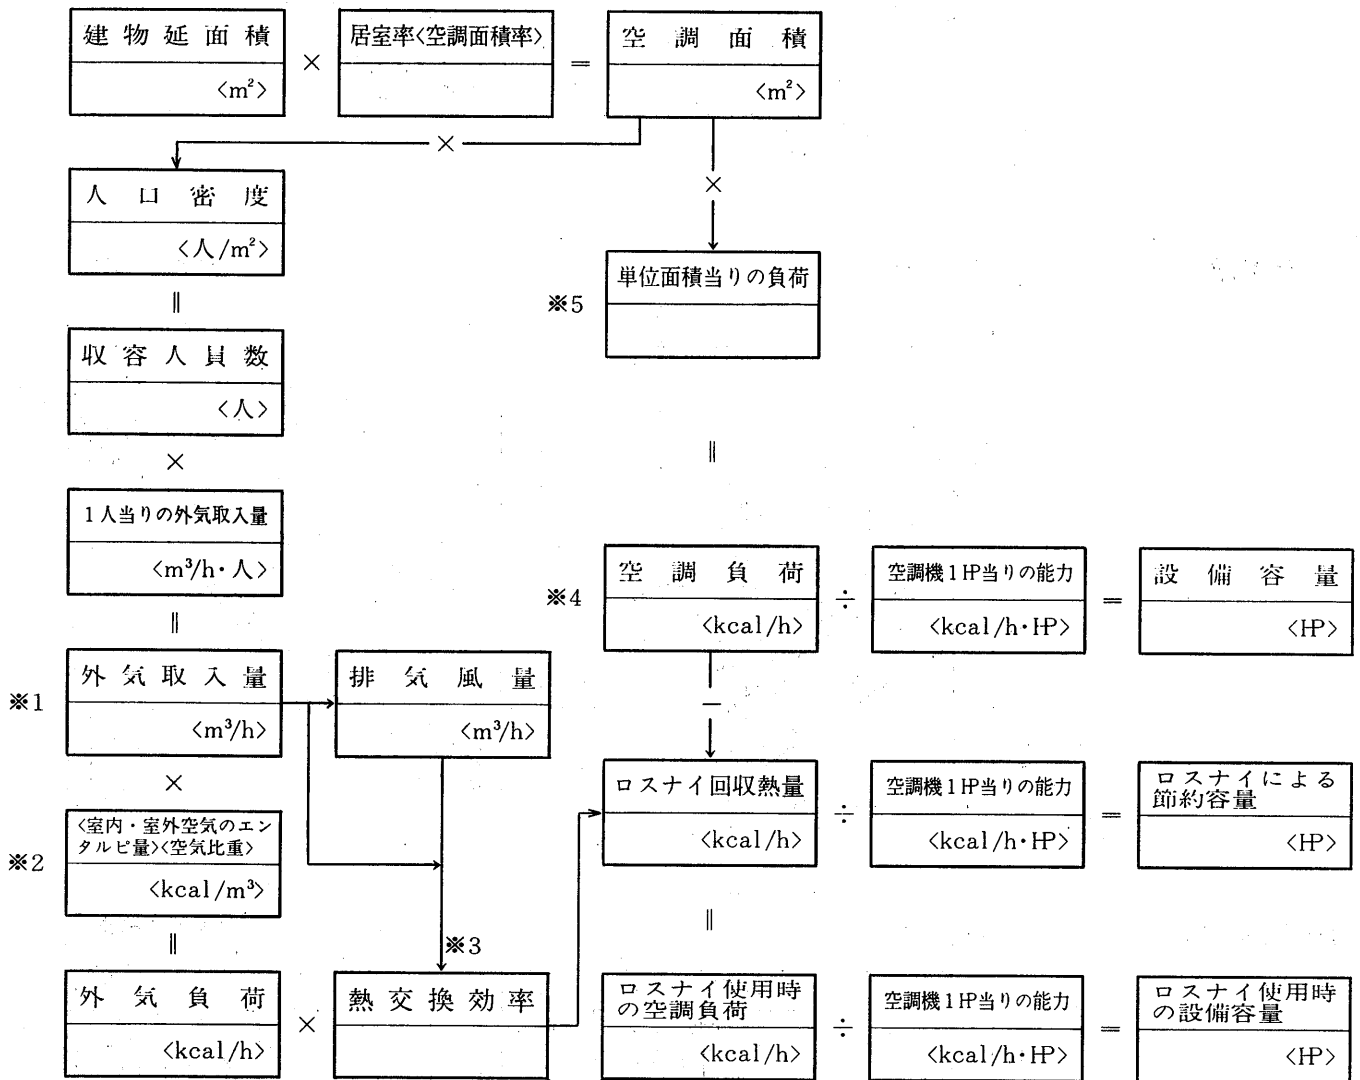 建物延面積
<m²>
×
居室率<空調面積率>
=
空調面積
<m²>
×
人口密度
<人/m²>
×
単位面積当りの負荷
※5
∥
収容人員数
<人>
×
∥
1人当りの外気取入量
<m³/h・人>
∥
※4
空調負荷
<kcal/h>
÷
空調機1HP当りの能力
<kcal/h・HP>
=
設備容量
<HP>
※1
外気取入量
<m³/h>
排気風量
<m³/h>
−
×
※2
<室内・室外空気のエン
タルピ量><空気比重>
<kcal/m³>
ロスナイ回収熱量
<kcal/h>
÷
空調機1HP当りの能力
<kcal/h・HP>
=
ロスナイによる
節約容量
<HP>
∥
※3
∥
外気負荷
<kcal/h>
×
熱交換効率
ロスナイ使用時
の空調負荷
<kcal/h>
÷
空調機1HP当りの能力
<kcal/h・HP>
=
ロスナイ使用時
の設備容量
<HP>